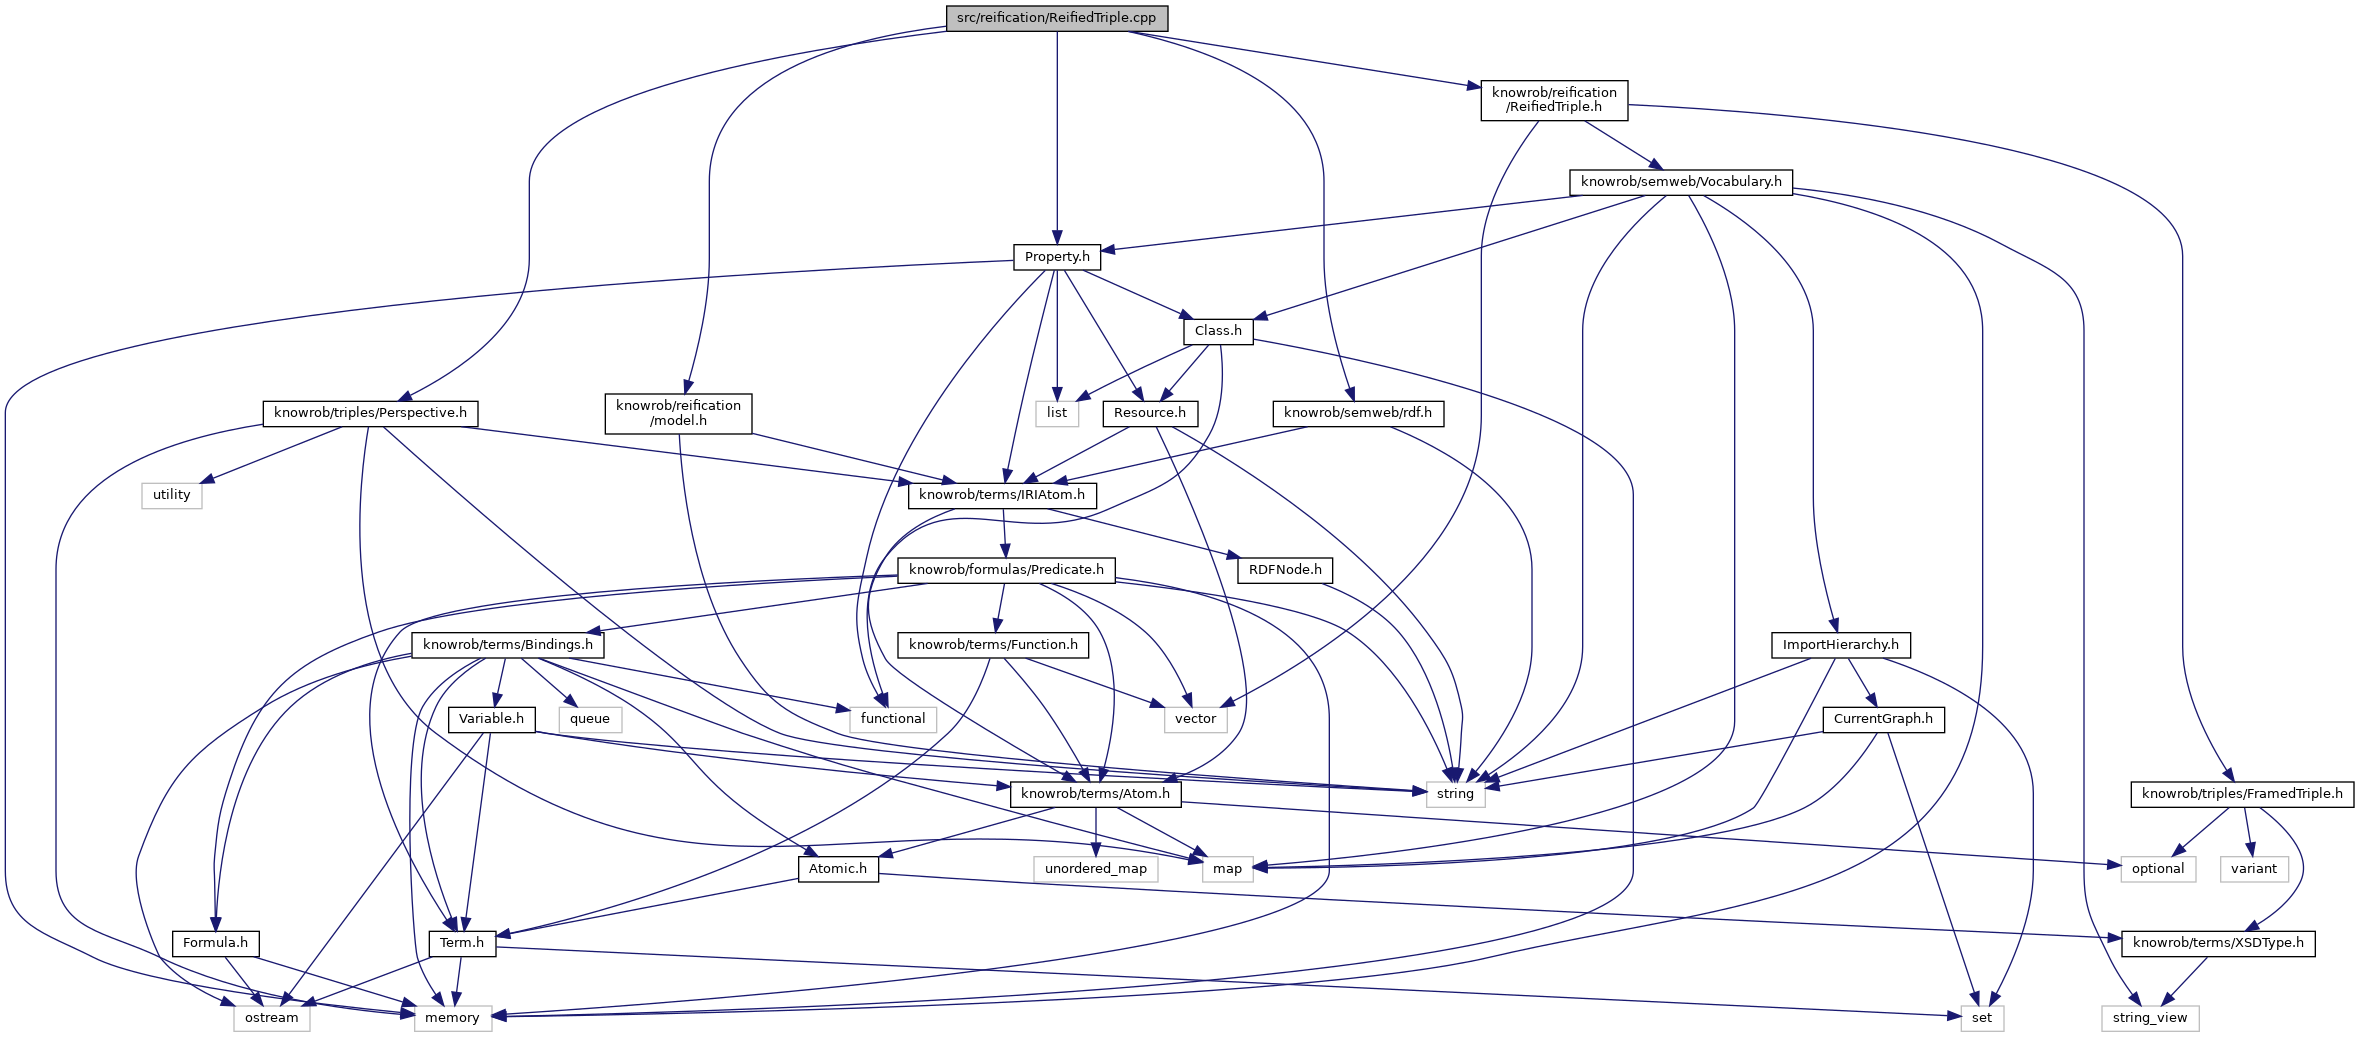 src/reification/ReifiedTriple.cpp
knowrob/reification
/ReifiedTriple.h
knowrob/semweb/Vocabulary.h
Property.h
Class.h
knowrob/triples/Perspective.h
knowrob/reification
/model.h
list
Resource.h
knowrob/semweb/rdf.h
utility
knowrob/terms/IRIAtom.h
knowrob/formulas/Predicate.h
RDFNode.h
knowrob/terms/Bindings.h
knowrob/terms/Function.h
ImportHierarchy.h
Variable.h
queue
functional
vector
CurrentGraph.h
knowrob/terms/Atom.h
string
knowrob/triples/FramedTriple.h
Atomic.h
unordered_map
map
optional
variant
Formula.h
Term.h
knowrob/terms/XSDType.h
ostream
memory
set
string_view